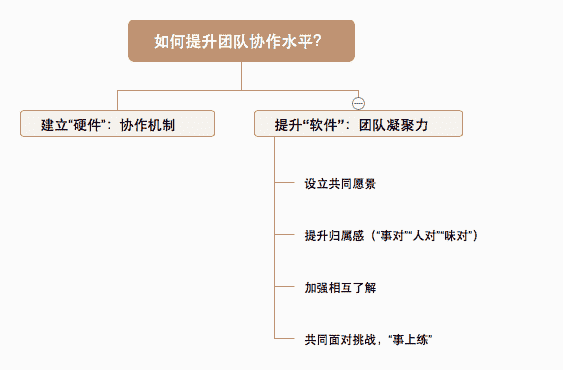 如何提升团队协作水平？
建立“硬件”：协作机制
提升“软件”：团队凝聚力
设立共同愿景
提升归属感（“事对”“人对”“味对”）
加强相互了解
共同面对挑战，“事上练”